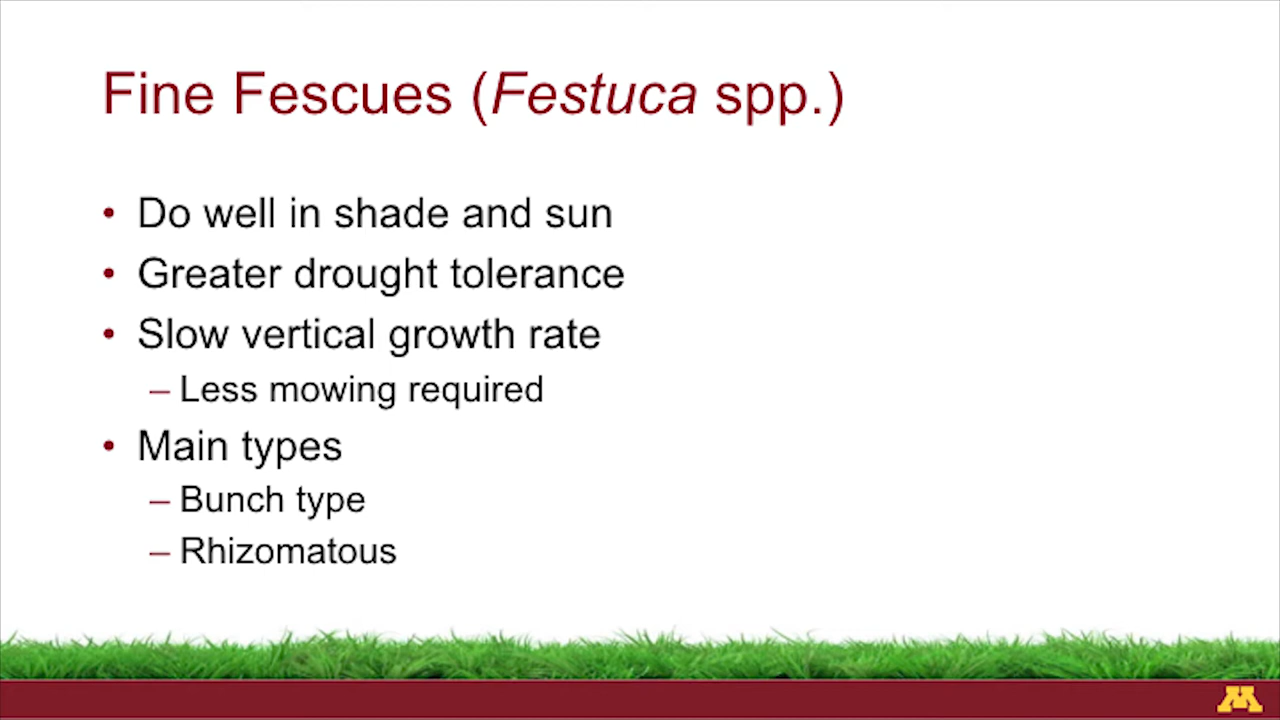 Fine Fescues (Festuca spp.)
• Do well in shade and sun
• Greater drought tolerance
• Slow vertical growth rate
– Less mowing required
• Main types
– Bunch type
– Rhizomatous
M